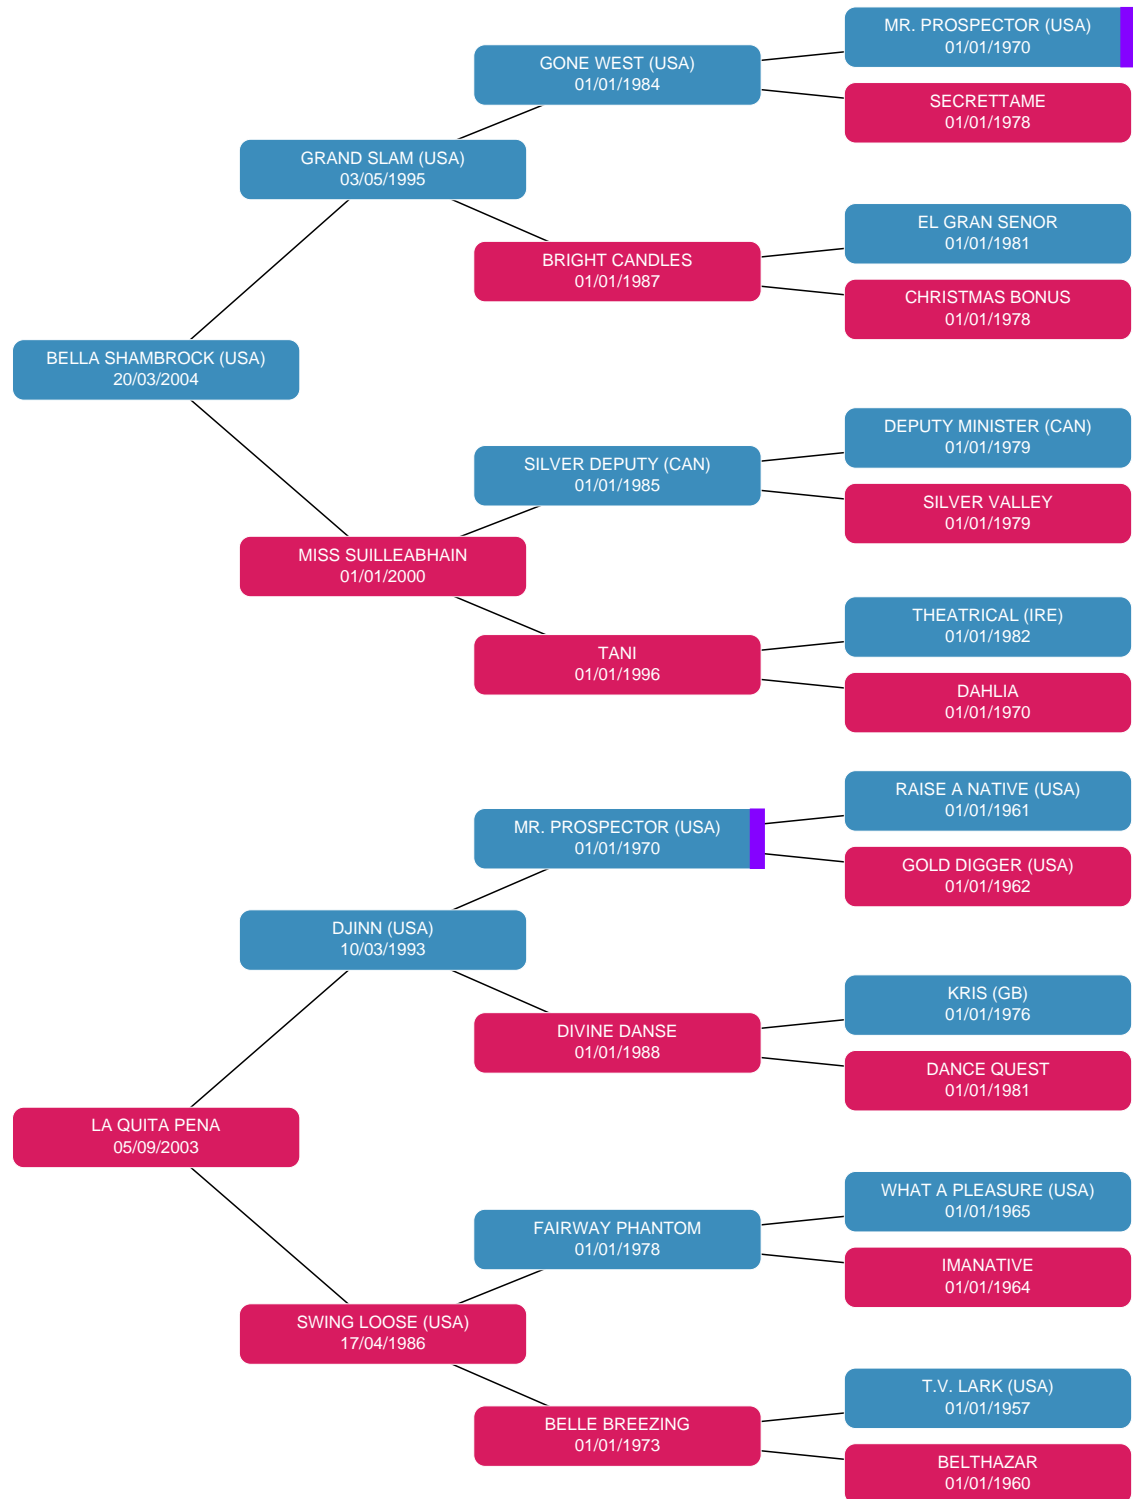 MR. PROSPECTOR (USA)
01/01/1970
GONE WEST (USA)
01/01/1984
SECRETTAME
01/01/1978
GRAND SLAM (USA)
03/05/1995
EL GRAN SENOR
01/01/1981
BRIGHT CANDLES
01/01/1987
CHRISTMAS BONUS
01/01/1978
BELLA SHAMBROCK (USA)
20/03/2004
DEPUTY MINISTER (CAN)
01/01/1979
SILVER DEPUTY (CAN)
01/01/1985
SILVER VALLEY
01/01/1979
MISS SUILLEABHAIN
01/01/2000
THEATRICAL (IRE)
01/01/1982
TANI
01/01/1996
DAHLIA
01/01/1970
RAISE A NATIVE (USA)
01/01/1961
MR. PROSPECTOR (USA)
01/01/1970
GOLD DIGGER (USA)
01/01/1962
DJINN (USA)
10/03/1993
KRIS (GB)
01/01/1976
DIVINE DANSE
01/01/1988
DANCE QUEST
01/01/1981
LA QUITA PENA
05/09/2003
WHAT A PLEASURE (USA)
01/01/1965
FAIRWAY PHANTOM
01/01/1978
IMANATIVE
01/01/1964
SWING LOOSE (USA)
17/04/1986
T.V. LARK (USA)
01/01/1957
BELLE BREEZING
01/01/1973
BELTHAZAR
01/01/1960